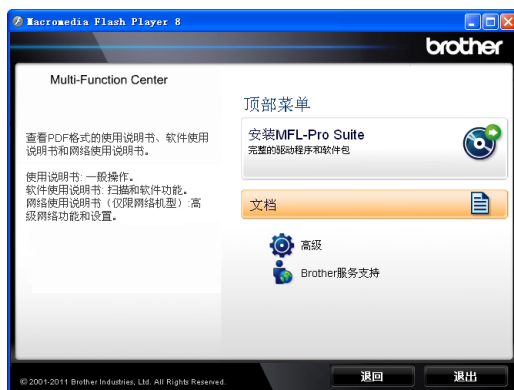 Macromedia Flash Player 8
brother
Multi-Function Center
查看PDF格式的使用说明书、软件使用
说明书和网络使用说明书。
使用说明书: 一般操作。
软件使用说明书: 扫描和软件功能。
网络使用说明书（仅限网络机型）:高
级网络功能和设置。
顶部菜单
安装MFL-Pro Suite
完整的驱动程序和软件包
文档
高级
Brother服务支持
© 2001-2011 Brother Industries, Ltd. All Rights Reserved.
退回
退出